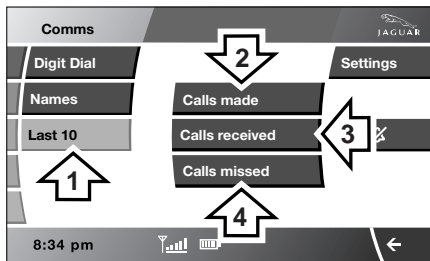 Comms
JAGUAR
Digit Dial
2
Settings
Names
Calls made
Last 10
Calls received
3
Calls missed
1
4
8:34 pm